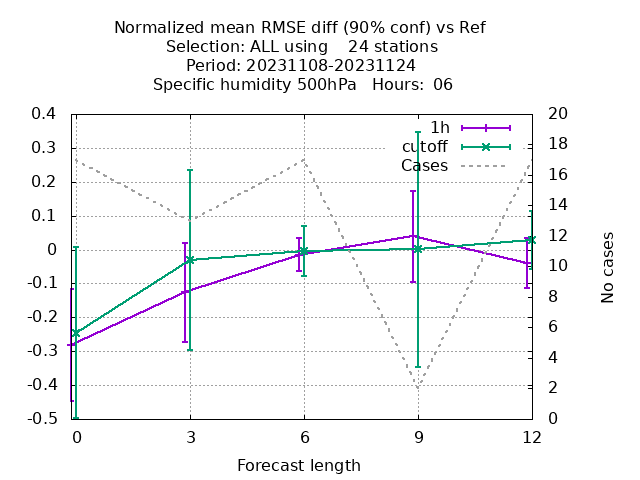 Normalized mean RMSE diff (90% conf) vs Ref
Selection: ALL using    24 stations
Period: 20231108-20231124
Specific humidity 500hPa   Hours:  06
0.4
0.3
0.2
0.1
0
-0.1
-0.2
-0.3
-0.4
-0.5
1h
cutoff
Cases
20
18
16
14
12
10
8
6
4
2
0
No cases
0 3 6 9 12
Forecast length